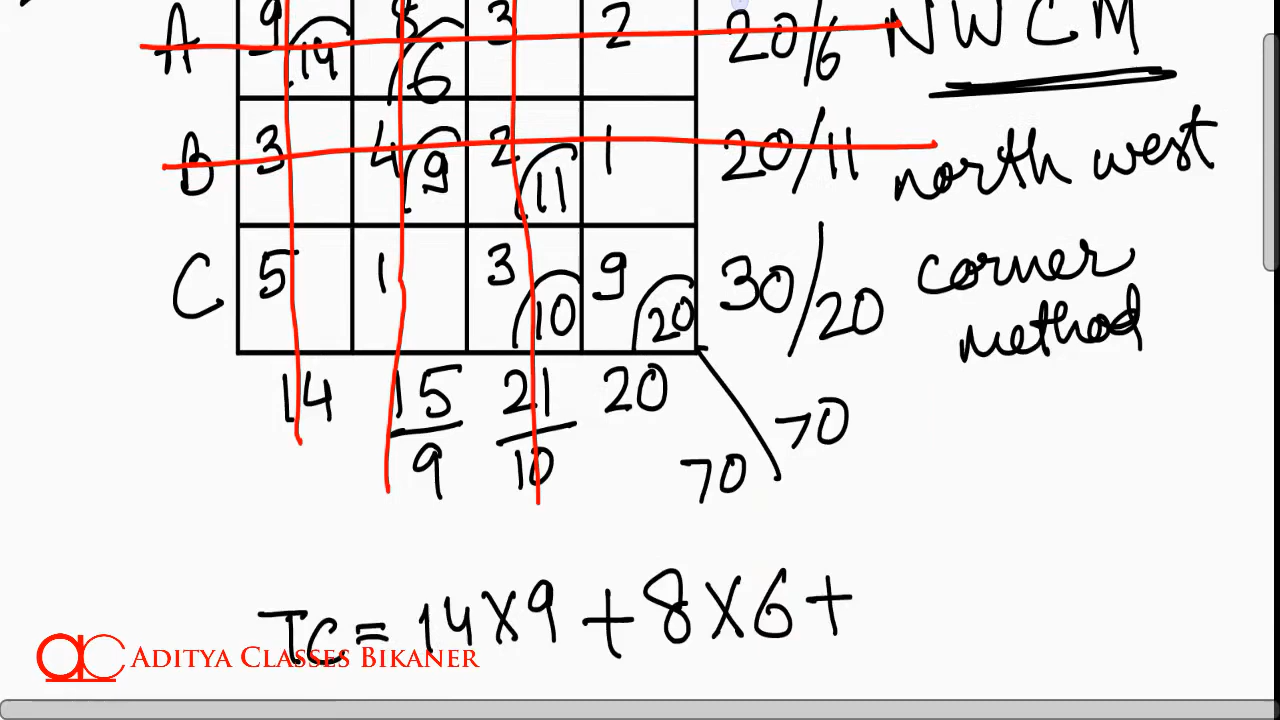 A 9 14 8 6 3 2 20/6 NWCM
B 3 4 9 2 11 1 20/11 north west
C 5 1 3 10 9 20 30/20 corner
method
14 15 21 20 70
9 10 70
TC = 14 X 9 + 8 X 6 +
ac ADITYA CLASSES BIKANER